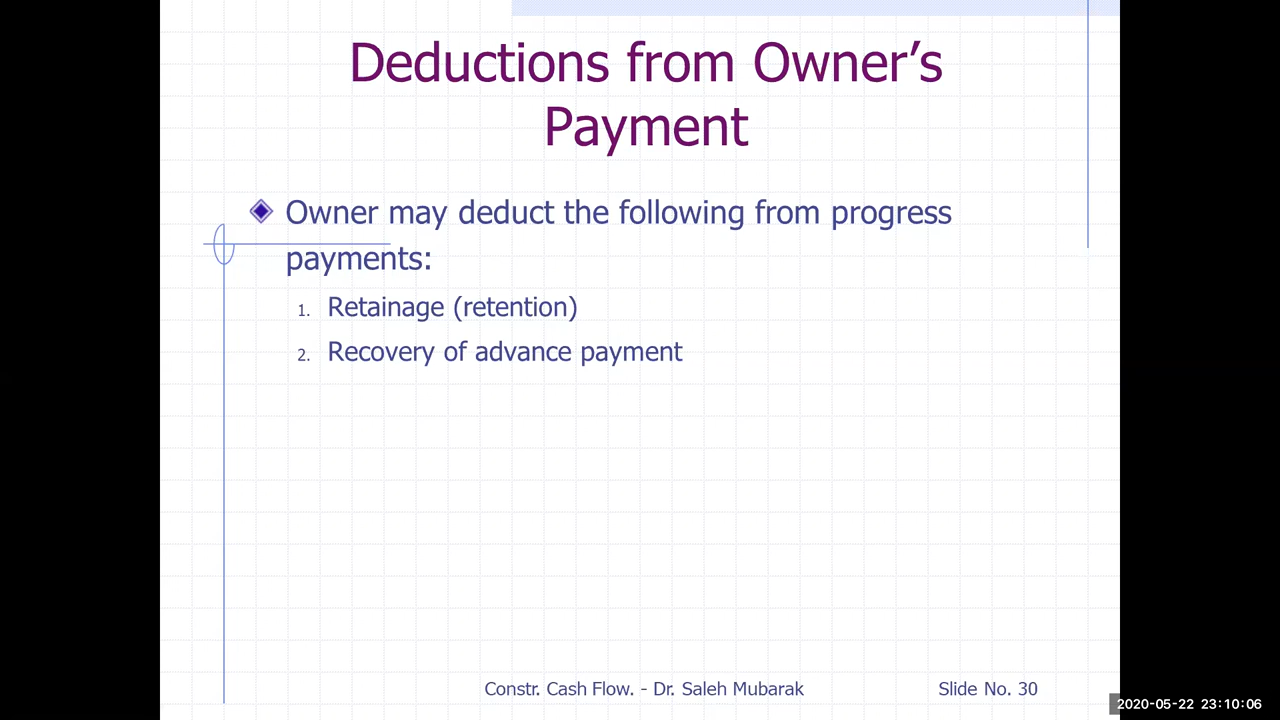 Deductions from Owner’s
Payment
Owner may deduct the following from progress
payments:
1. Retainage (retention)
2. Recovery of advance payment
Constr. Cash Flow. - Dr. Saleh Mubarak
Slide No. 30
2020-05-22 23:10:06